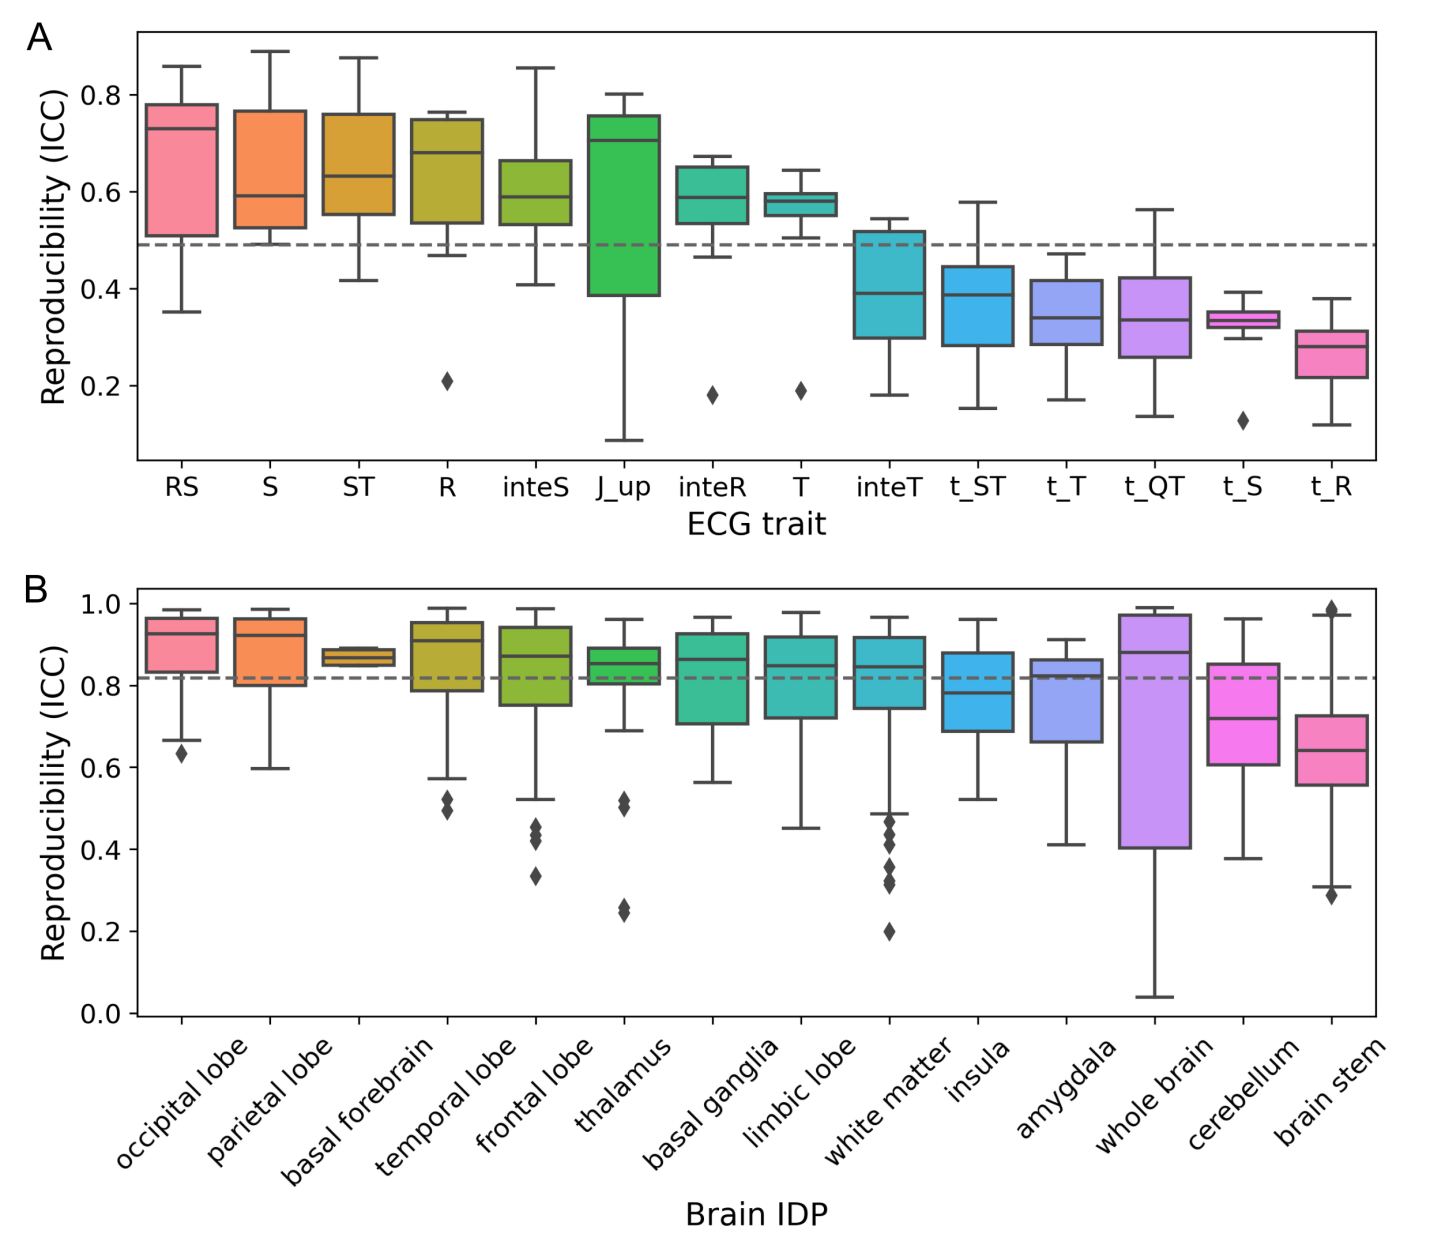 A
Reproducibility (ICC)
0.8
0.6
0.4
0.2
RS S ST R inteS J_up inteR T inteT t_ST t_T t_QT t_S t_R
ECG trait
B
Reproducibility (ICC)
1.0
0.8
0.6
0.4
0.2
0.0
occipital lobe
parietal lobe
basal forebrain
temporal lobe
frontal lobe
thalamus
basal ganglia
limbic lobe
white matter
insula
amygdala
whole brain
cerebellum
brain stem
Brain IDP